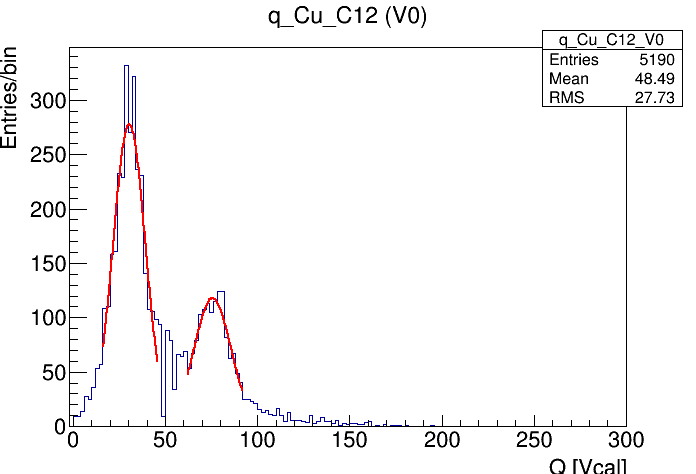 q_Cu_C12 (V0)
q_Cu_C12_V0
Entries 5190
Mean 48.49
RMS 27.73
Entries/bin
300
250
200
150
100
50
0
0 50 100 150 200 250 300
Q [Vcal]